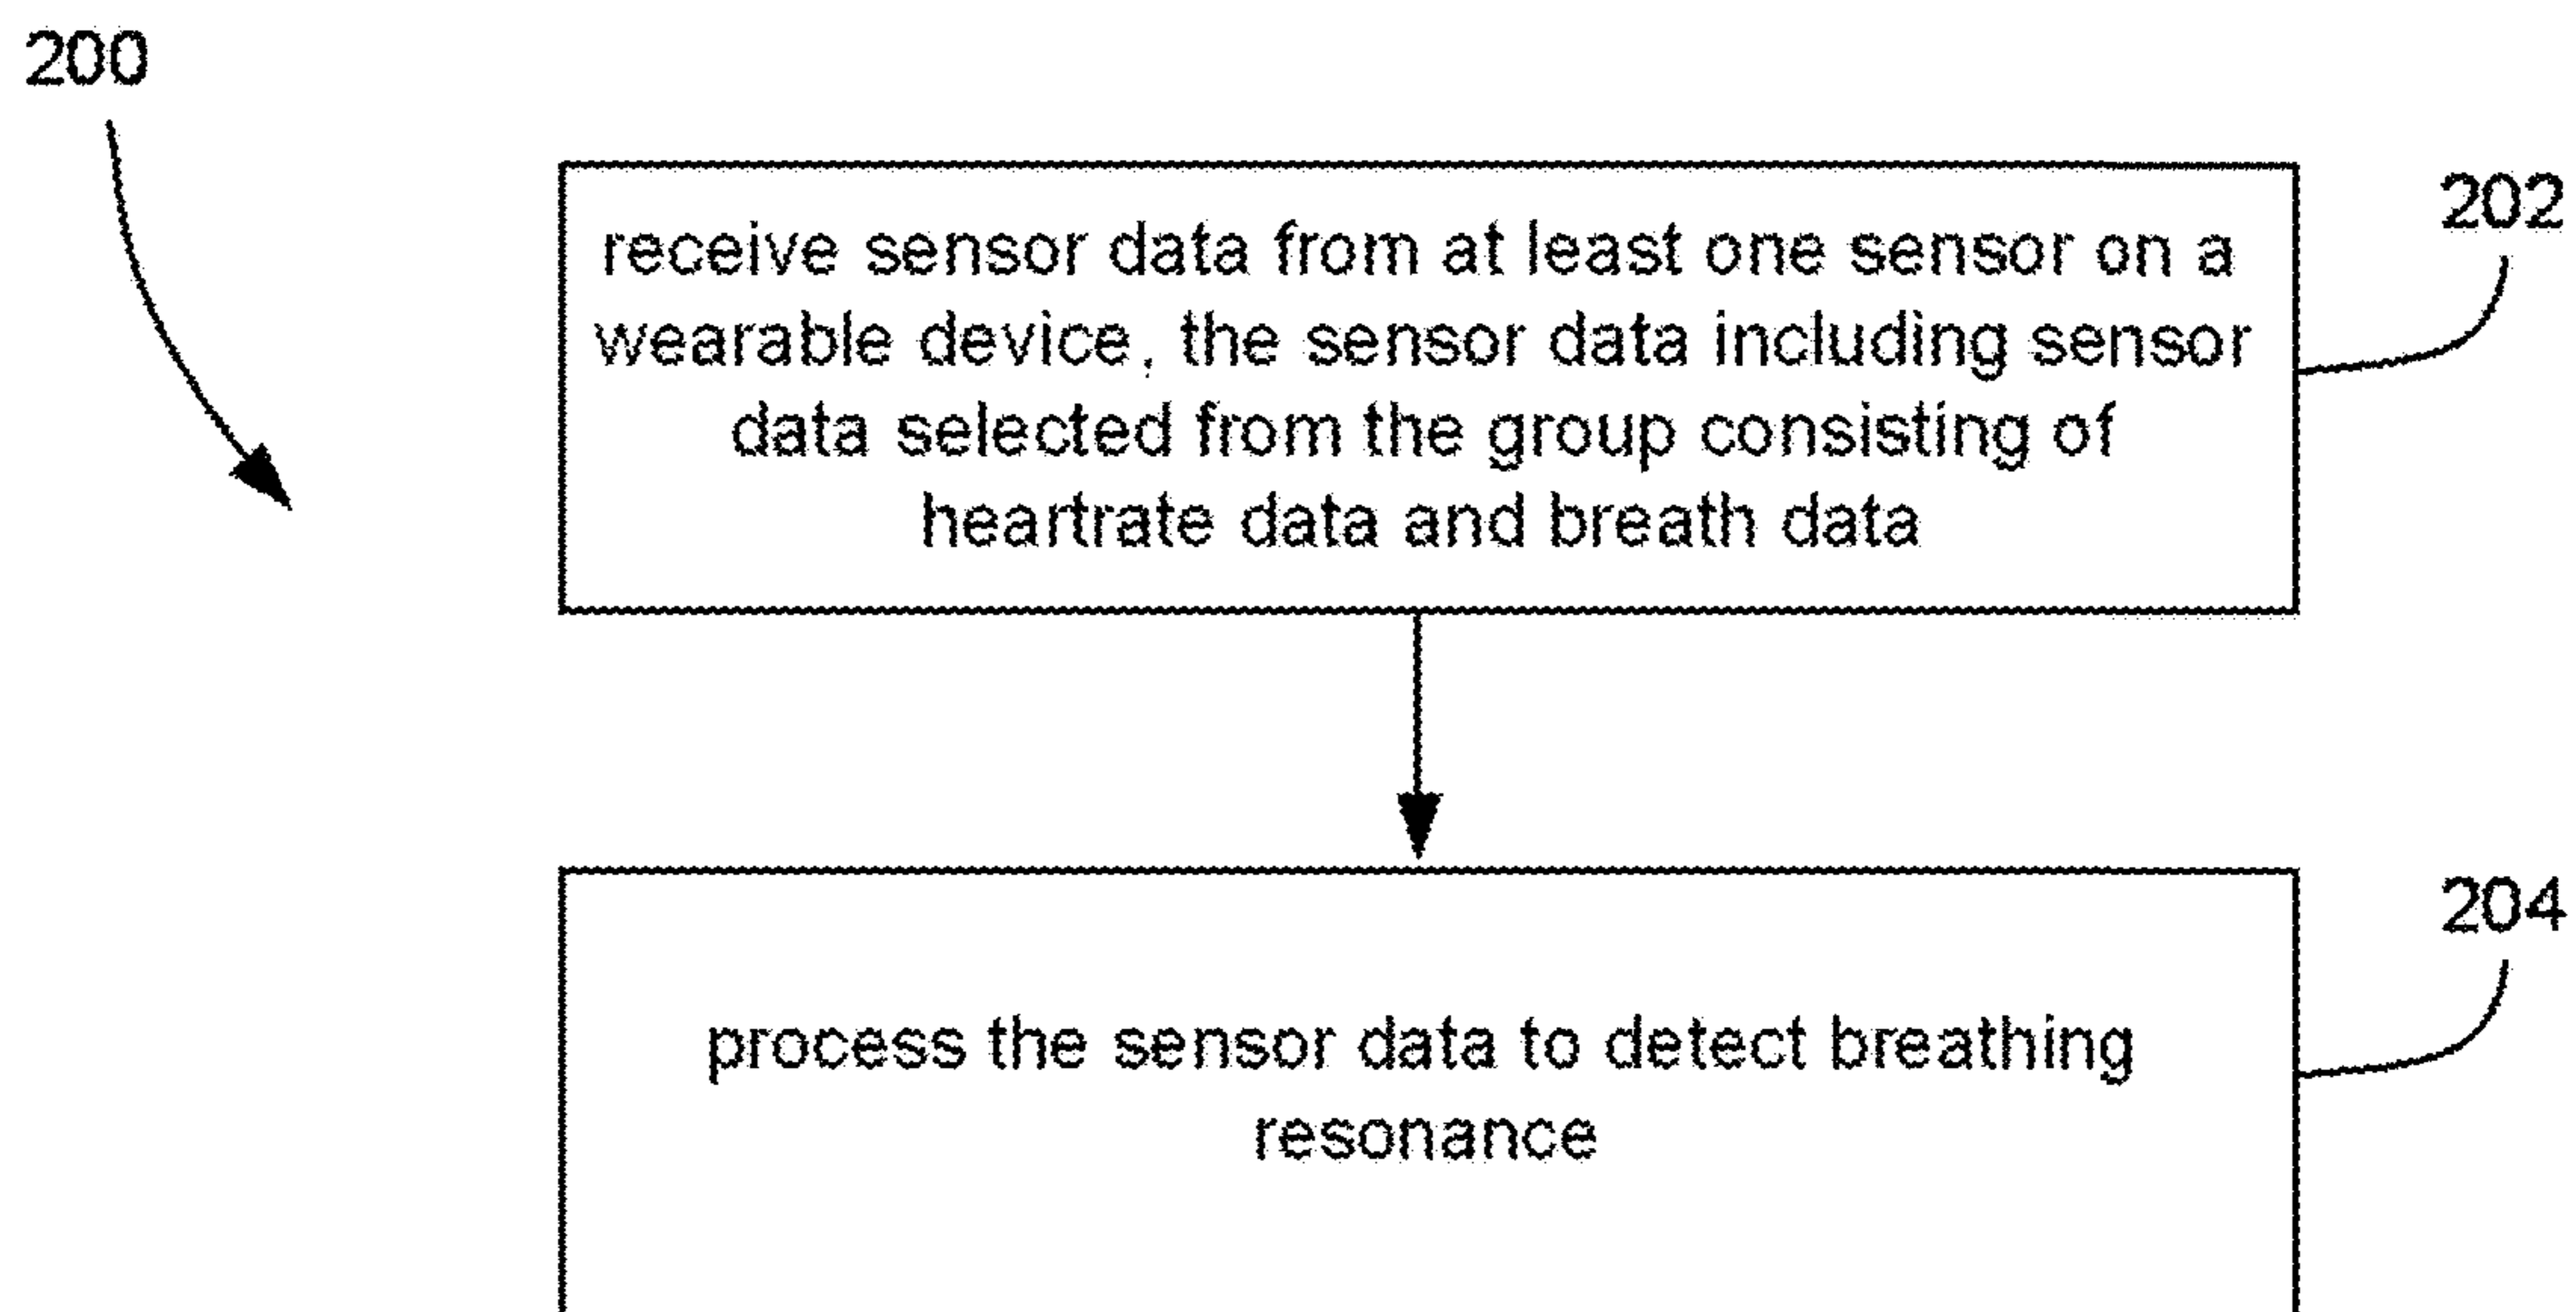 200
202
receive sensor data from at least one sensor on a
wearable device, the sensor data including sensor
data selected from the group consisting of
heartrate data and breath data
204
process the sensor data to detect breathing
resonance